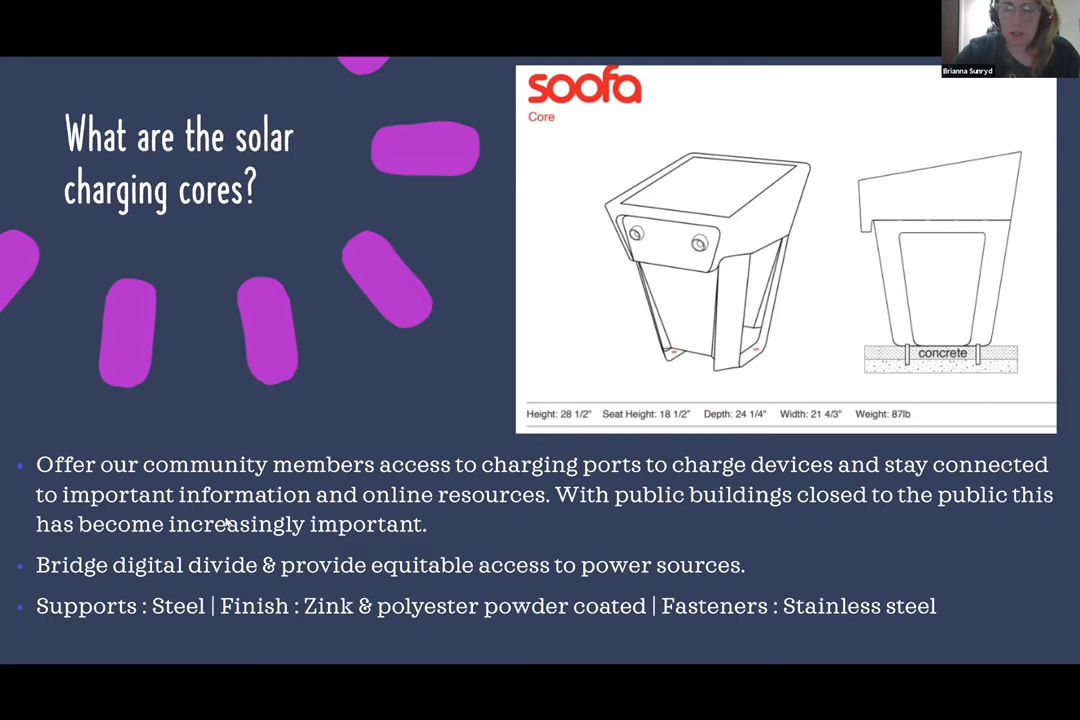 Brianna Sunryd
What are the solar
charging cores?
soofa
Core
concrete
Height: 28 1/2" Seat Height: 18 1/2" Depth: 24 1/4" Width: 21 4/3" Weight: 87lb
• Offer our community members access to charging ports to charge devices and stay connected
to important information and online resources. With public buildings closed to the public this
has become increasingly important.
• Bridge digital divide & provide equitable access to power sources.
• Supports : Steel | Finish : Zink & polyester powder coated | Fasteners : Stainless steel